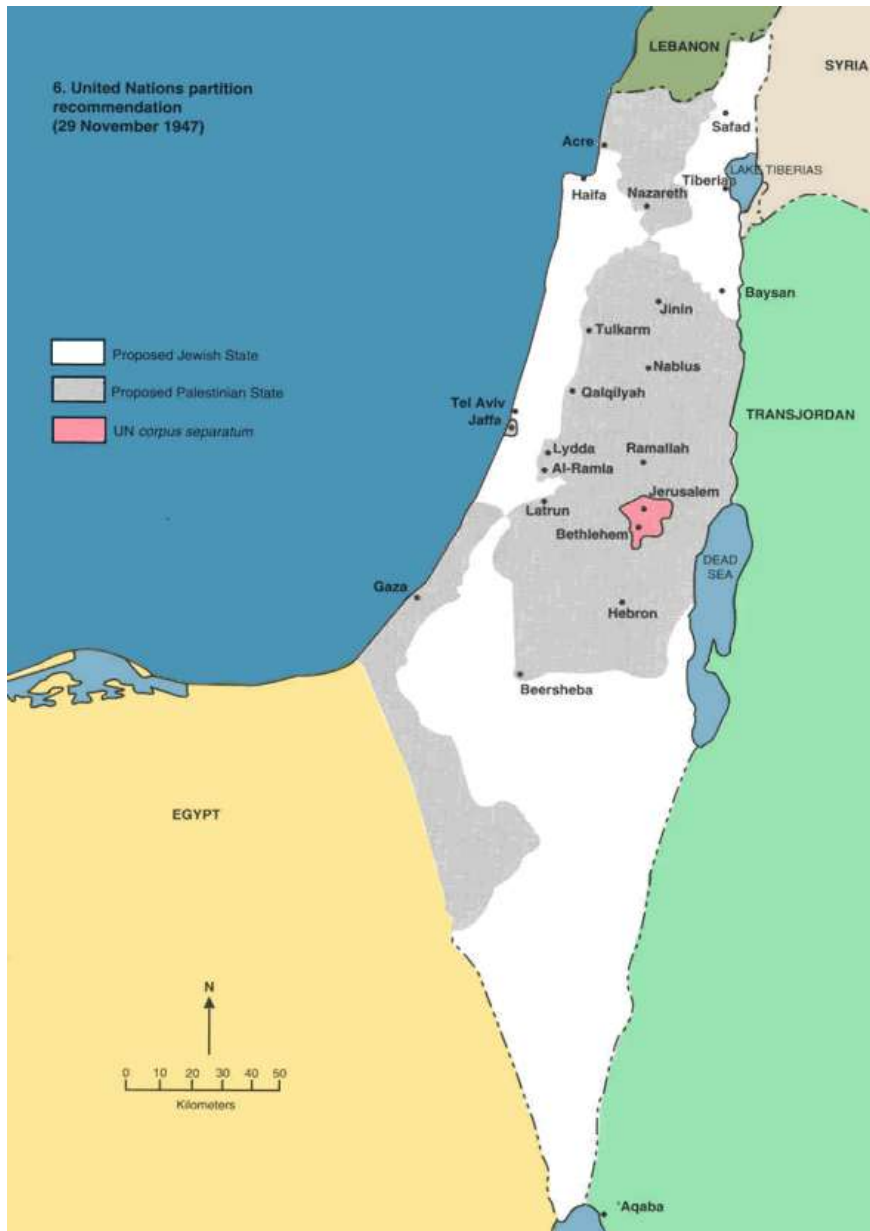 6. United Nations partition
recommendation
(29 November 1947)
LEBANON
SYRIA
Safad
Acre
LAKE TIBERIAS
Tiberias
Haifa
Nazareth
Baysan
Jinin
Tulkarm
Proposed Jewish State
Nablus
Proposed Palestinian State
Qalqilyah
Tel Aviv
Jaffa
TRANSJORDAN
UN corpus separatum
Lydda
Ramallah
Al-Ramla
Jerusalem
Latrun
Bethlehem
DEAD
SEA
Gaza
Hebron
Beersheba
EGYPT
N
0 10 20 30 40 50
Kilometers
'Aqaba